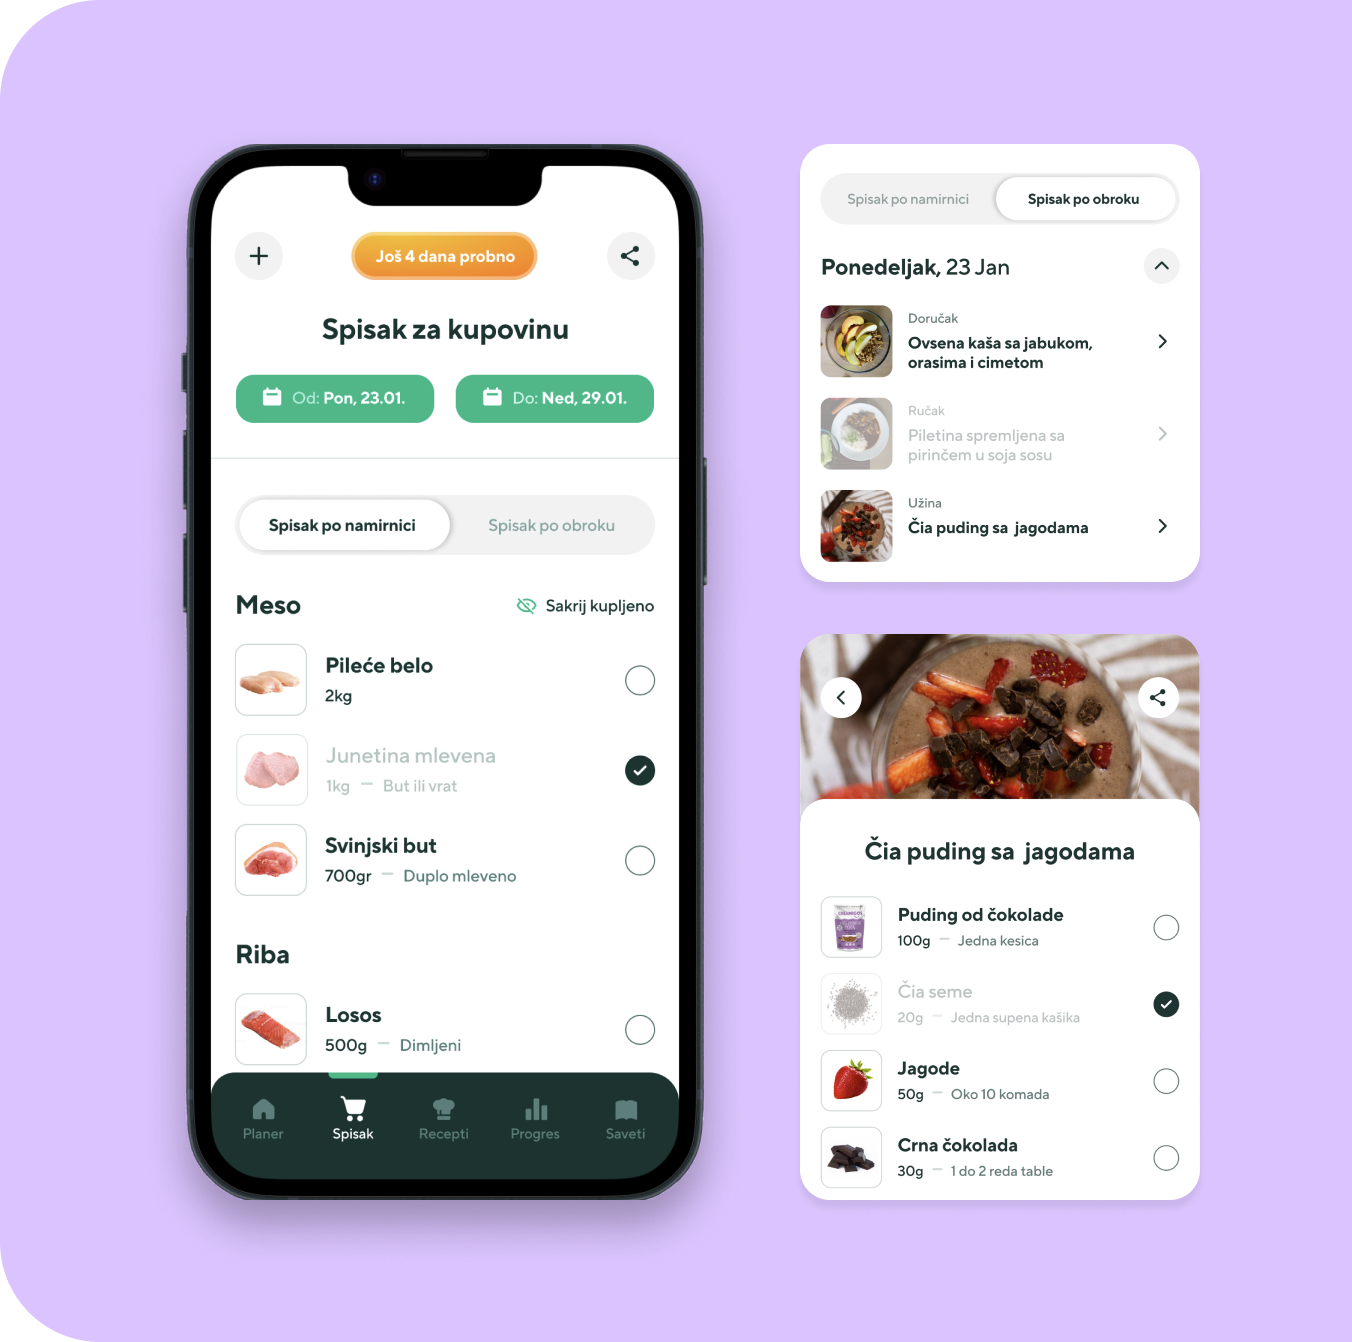 Još 4 dana probno
Spisak za kupovinu
Od: Pon, 23.01.
Do: Ned, 29.01.
Spisak po namirnici
Spisak po obroku
Meso
Sakrij kupljeno
Pileće belo
2kg
Junetina mlevena
1kg — But ili vrat
Svinjski but
700gr — Duplo mleveno
Riba
Losos
500g — Dimljeni
Planer
Spisak
Recepti
Progres
Saveti
Spisak po namirnici
Spisak po obroku
Ponedeljak, 23 Jan
Doručak
Ovsena kaša sa jabukom,
orasima i cimetom
Ručak
Piletina spremljena sa
pirinčem u soja sosu
Užina
Čia puding sa jagodama
Čia puding sa jagodama
Puding od čokolade
100g — Jedna kesica
Čia seme
20g — Jedna supena kašika
Jagode
50g — Oko 10 komada
Crna čokolada
30g — 1 do 2 reda table